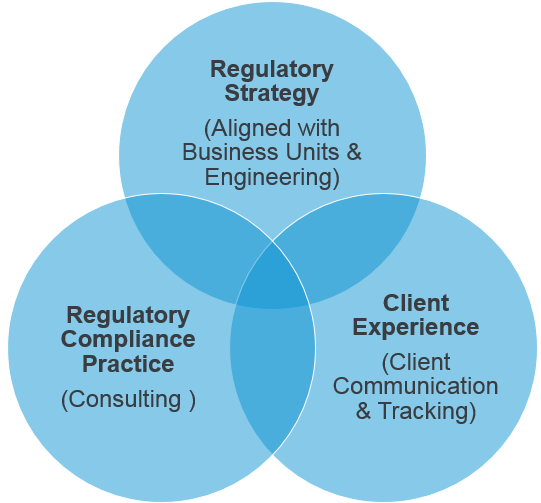 Regulatory
Strategy
(Aligned with
Business Units &
Engineering)
Regulatory
Compliance
Practice
(Consulting )
Client
Experience
(Client
Communication
& Tracking)